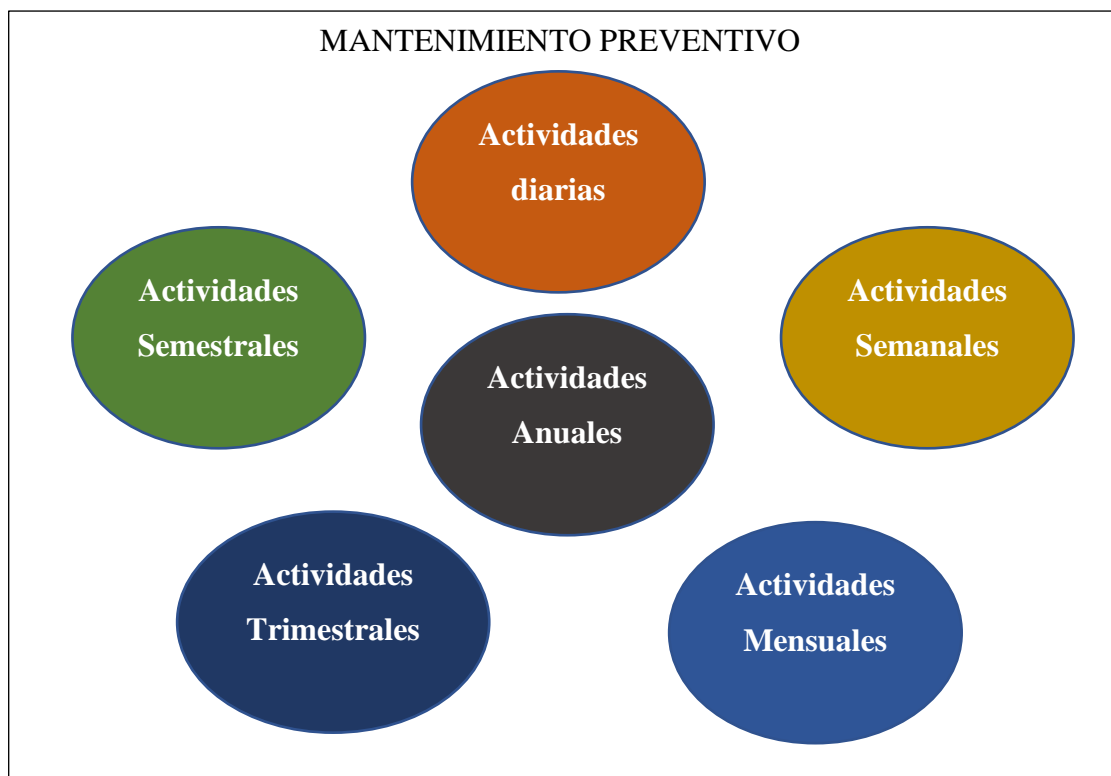 MANTENIMIENTO PREVENTIVO
Actividades
diarias
Actividades
Semestrales
Actividades
Semanales
Actividades
Anuales
Actividades
Trimestrales
Actividades
Mensuales